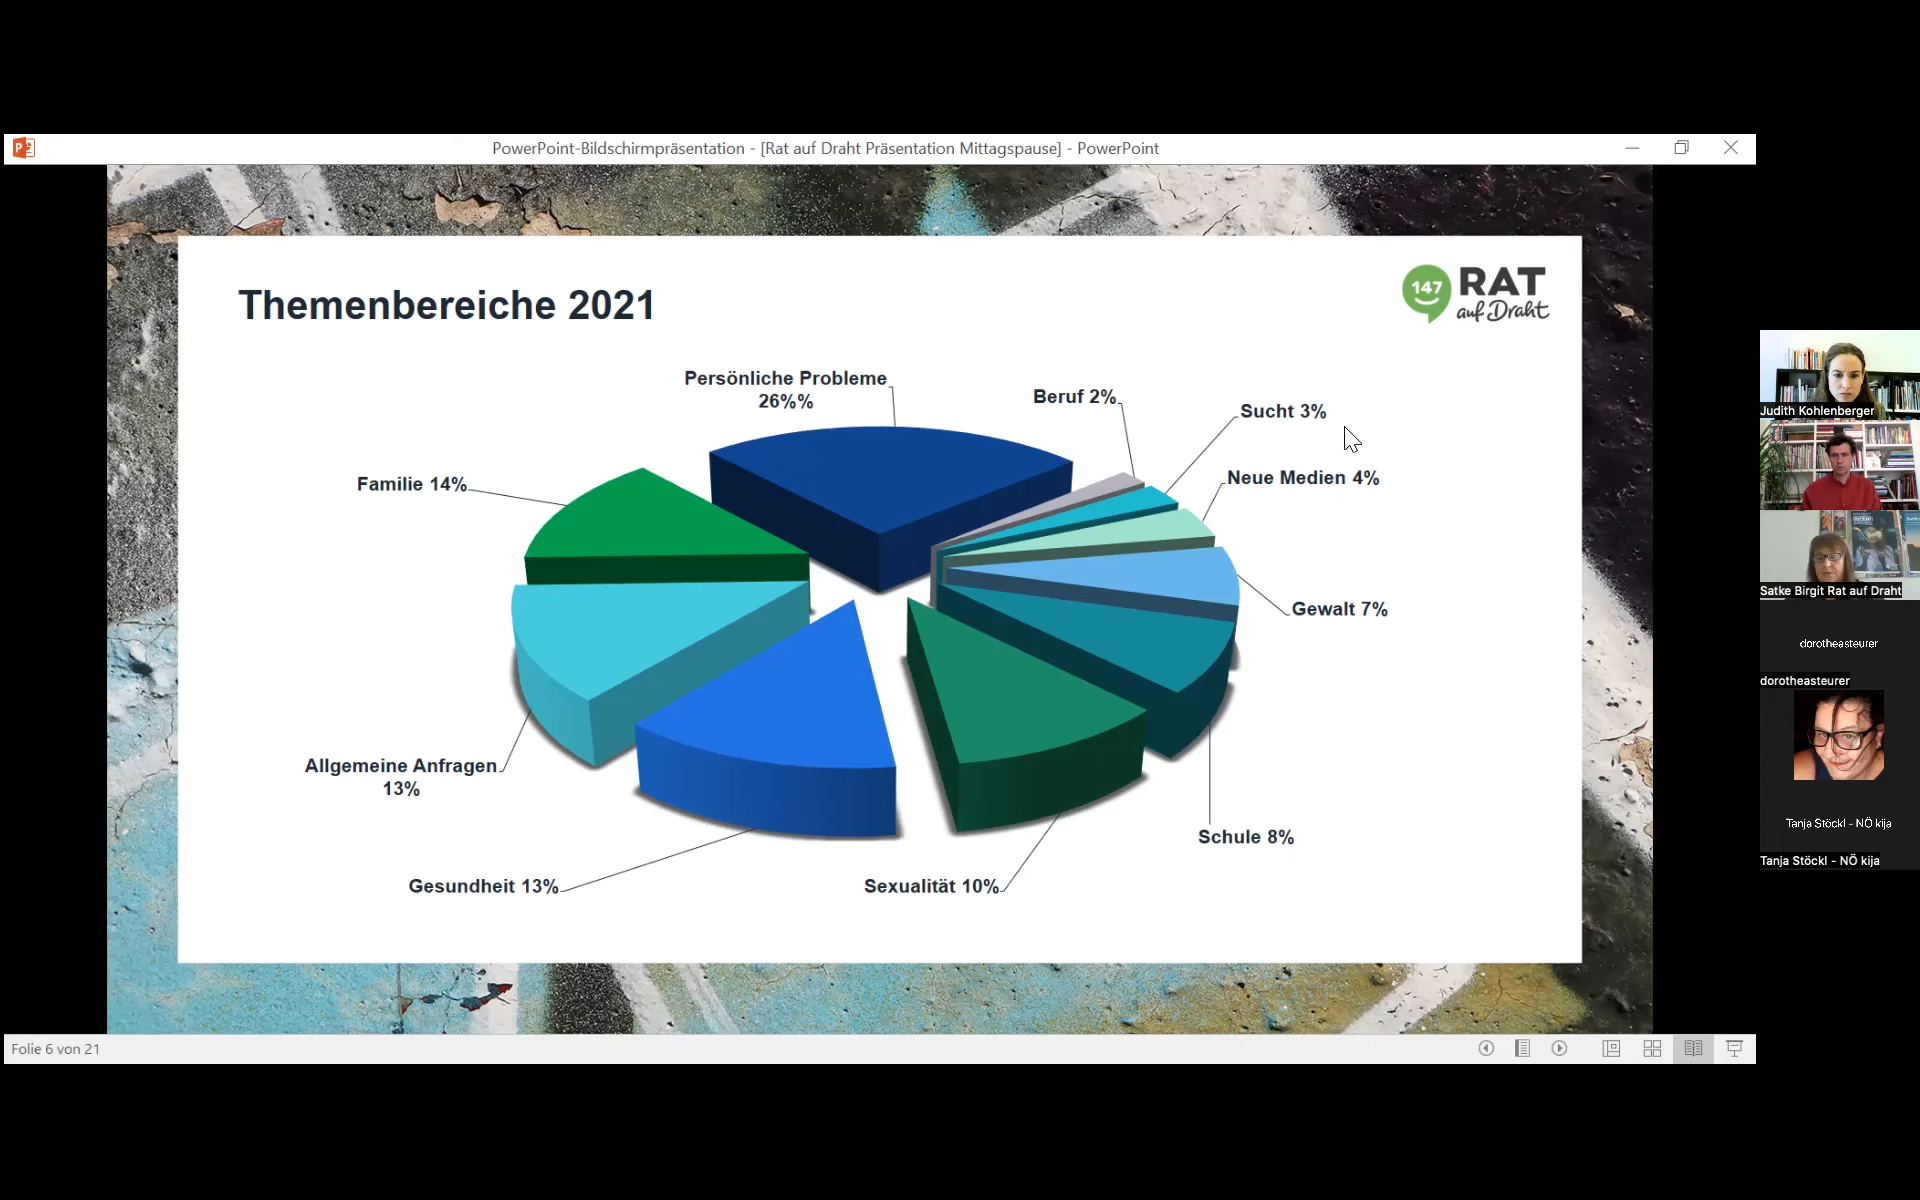 PowerPoint-Bildschirmpräsentation - [Rat auf Draht Präsentation Mittagspause] - PowerPoint
Themenbereiche 2021
147
RAT
auf Draht
Persönliche Probleme
26%%
Beruf 2%
Sucht 3%
Neue Medien 4%
Familie 14%
Gewalt 7%
Allgemeine Anfragen
13%
Schule 8%
Gesundheit 13%
Sexualität 10%
Judith Kohlenberger
Satke Birgit Rat auf Draht
dorotheasteurer
dorotheasteurer
Tanja Stöckl - NÖ kija
Tanja Stöckl - NÖ kija
Folie 6 von 21